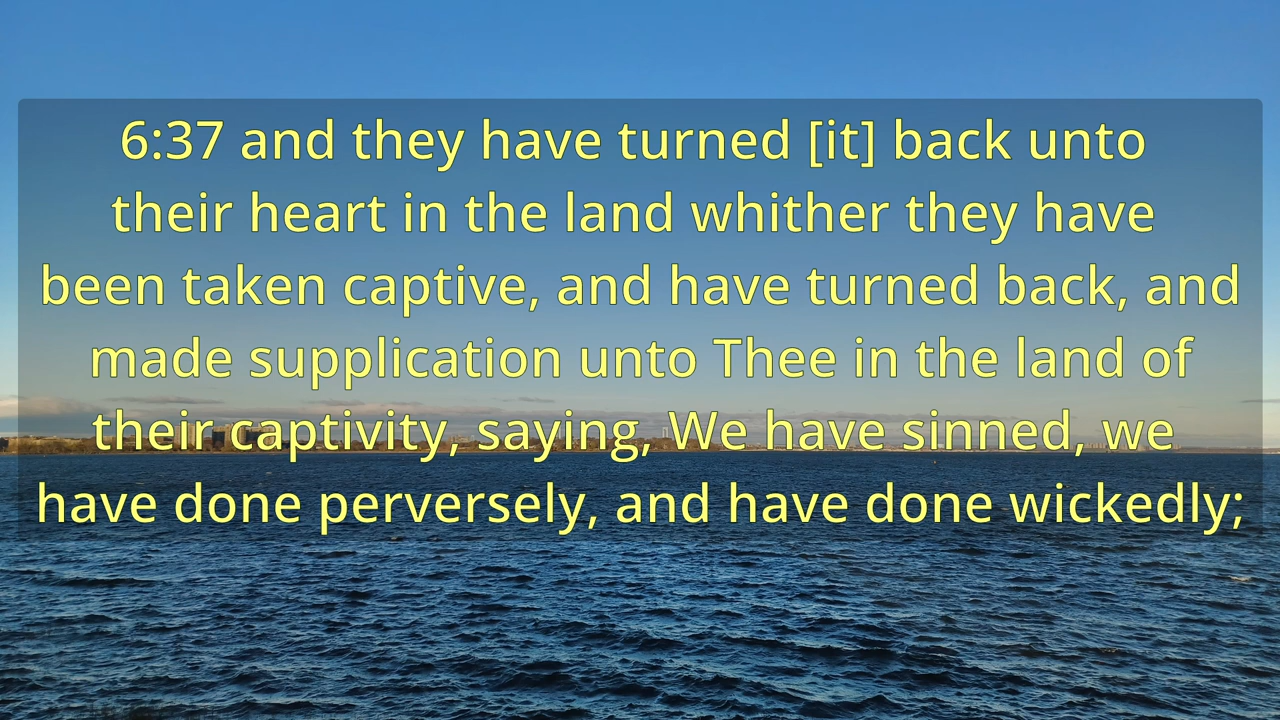 6:37 and they have turned [it] back unto
their heart in the land whither they have
been taken captive, and have turned back, and
made supplication unto Thee in the land of
their captivity, saying, We have sinned, we
have done perversely, and have done wickedly;